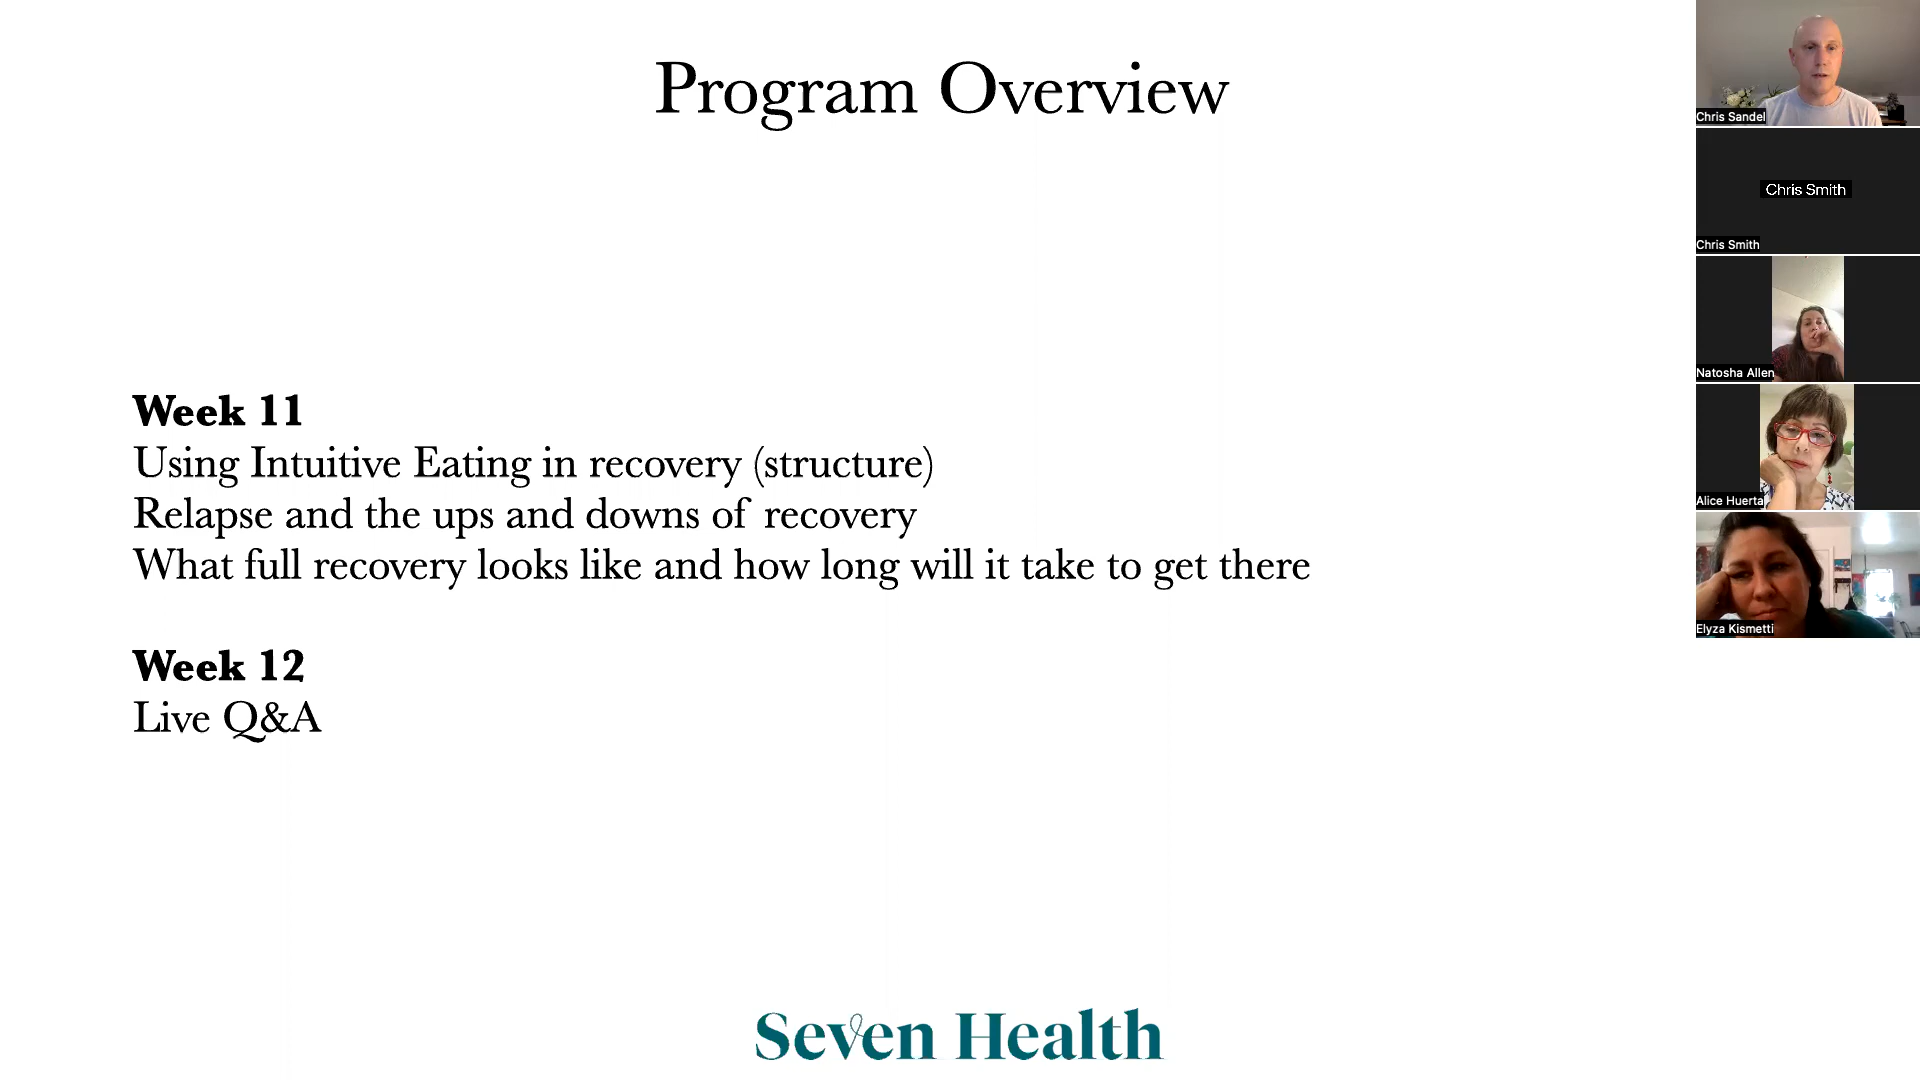 Program Overview
Week 11
Using Intuitive Eating in recovery (structure)
Relapse and the ups and downs of recovery
What full recovery looks like and how long will it take to get there
Week 12
Live Q&A
Seven Health
Chris Sandel
Chris Smith
Chris Smith
Natosha Allen
Alice Huerta
Elyza Kismetti